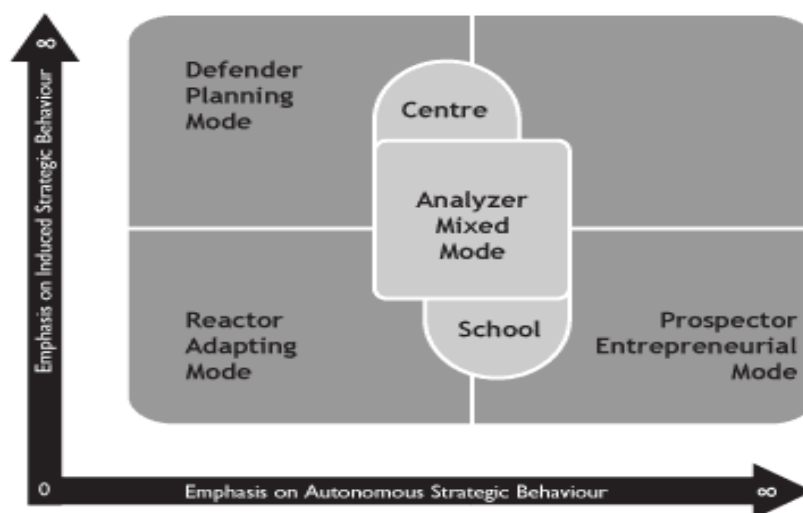 ∞
Emphasis on Induced Strategic Behaviour
Defender
Planning
Mode
Centre
Analyzer
Mixed
Mode
Reactor
Adapting
Mode
School
Prospector
Entrepreneurial
Mode
0
Emphasis on Autonomous Strategic Behaviour
∞